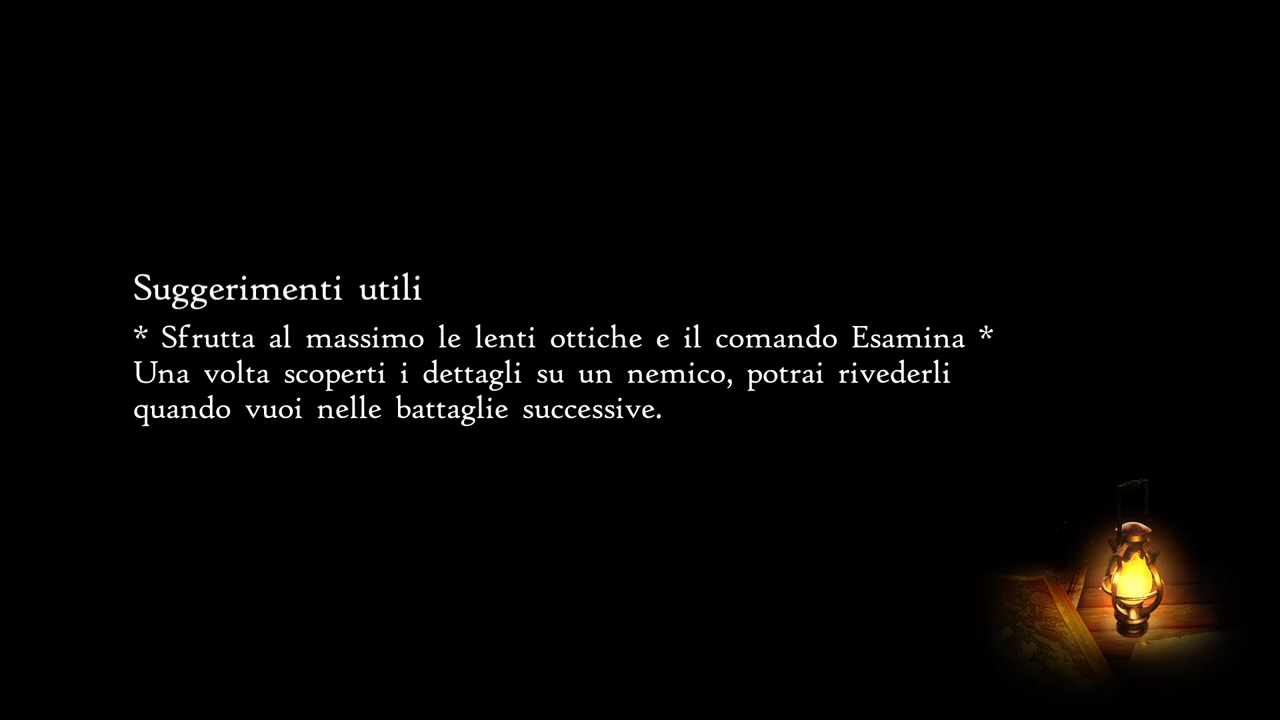 Suggerimenti utili
* Sfrutta al massimo le lenti ottiche e il comando Esamina *
Una volta scoperti i dettagli su un nemico, potrai rivederli
quando vuoi nelle battaglie successive.